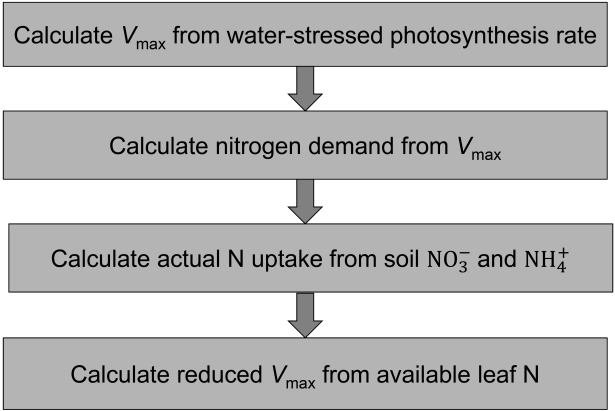 Calculate Vmax from water-stressed photosynthesis rate
Calculate nitrogen demand from Vmax
Calculate actual N uptake from soil NO₃⁻ and NH₄⁺
Calculate reduced Vmax from available leaf N